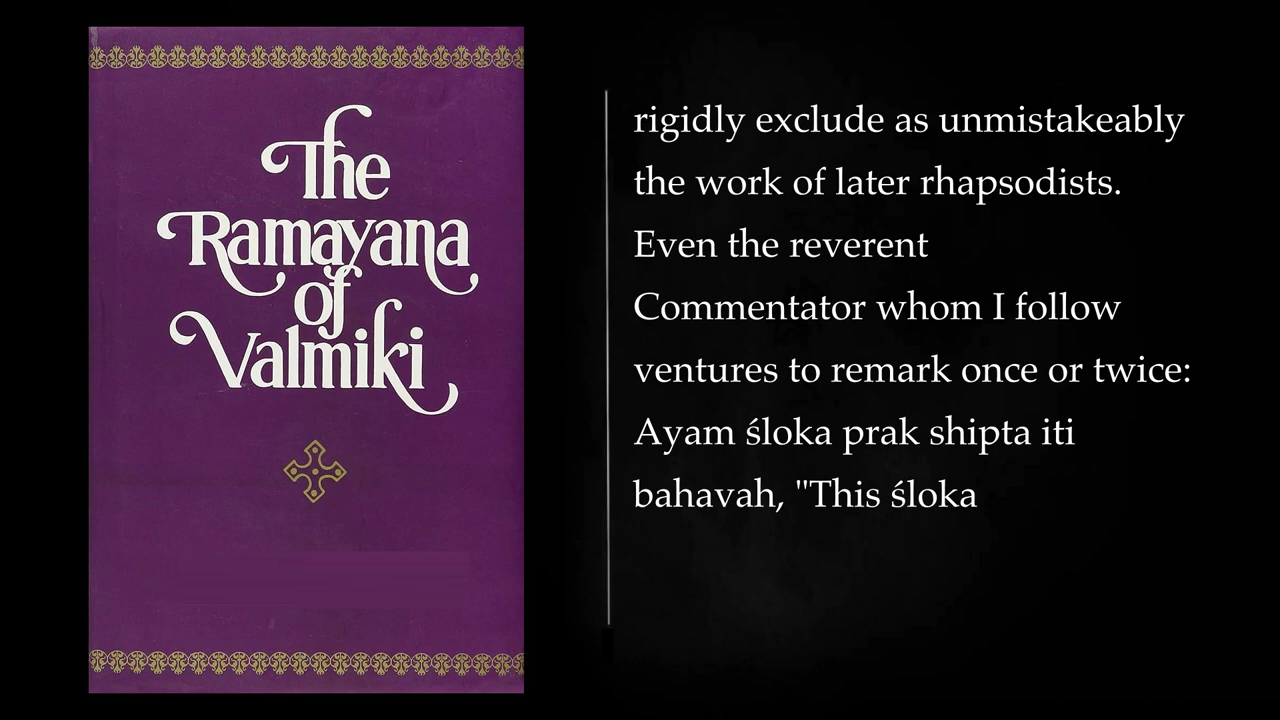 The
Ramayana
of
Valmiki
rigidly exclude as unmistakeably
the work of later rhapsodists.
Even the reverent
Commentator whom I follow
ventures to remark once or twice:
Ayam śloka prak shipta iti
bahavah, "This śloka